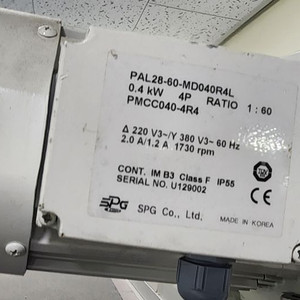 PAL28-60-MD040R4L
0.4 kW 4P RATIO 1 : 60
PMCC040-4R4
Δ 220 V3~/Y 380 V3~ 60 Hz
2.0 A/1.2 A 1730 rpm
CONT. IM B3 Class F IP55
SERIAL NO. U129002
CE
SPG
SPG Co., Ltd. MADE IN KOREA